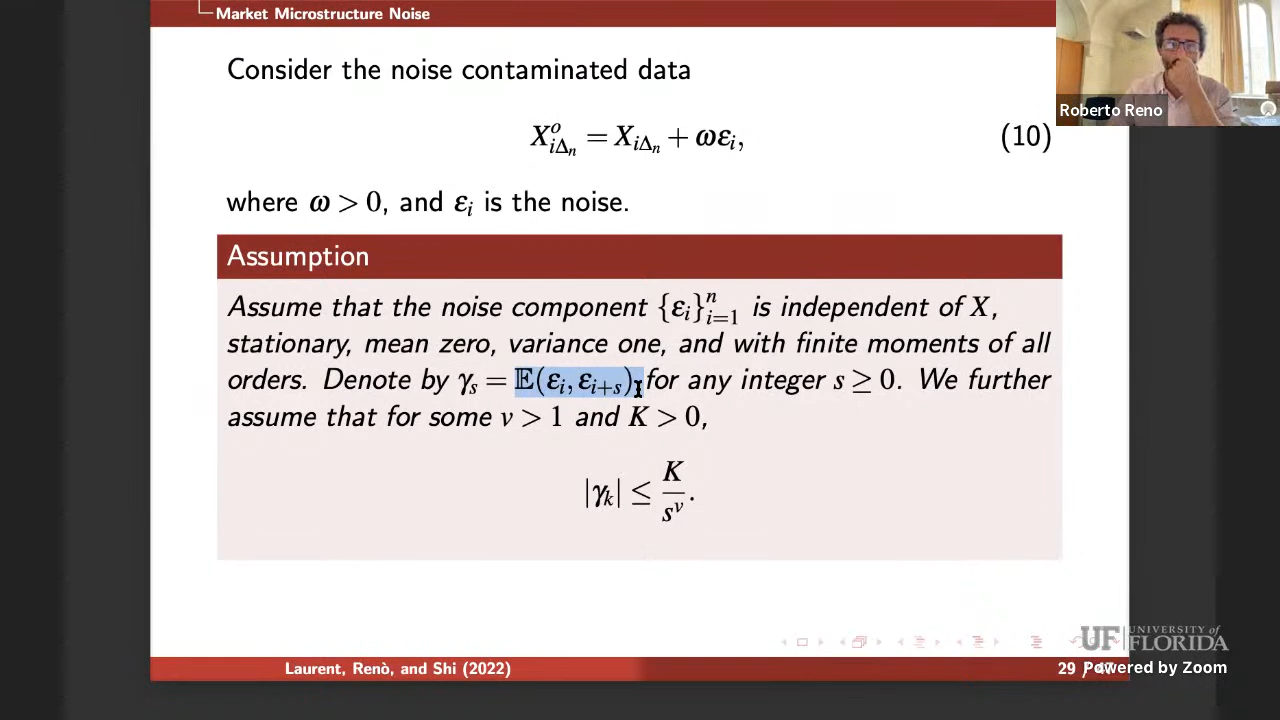 Market Microstructure Noise
Consider the noise contaminated data
X^o_{iΔ_n} = X_{iΔ_n} + ωε_i, (10)
where ω > 0, and ε_i is the noise.
Assumption
Assume that the noise component {ε_i}^n_{i=1} is independent of X,
stationary, mean zero, variance one, and with finite moments of all
orders. Denote by γ_s = 𝔼(ε_i, ε_{i+s}), for any integer s ≥ 0. We further
assume that for some v > 1 and K > 0,
|γ_k| ≤ K/s^v.
Laurent, Renò, and Shi (2022)
29 / 47
Roberto Reno
UF UNIVERSITY of FLORIDA
Powered by Zoom